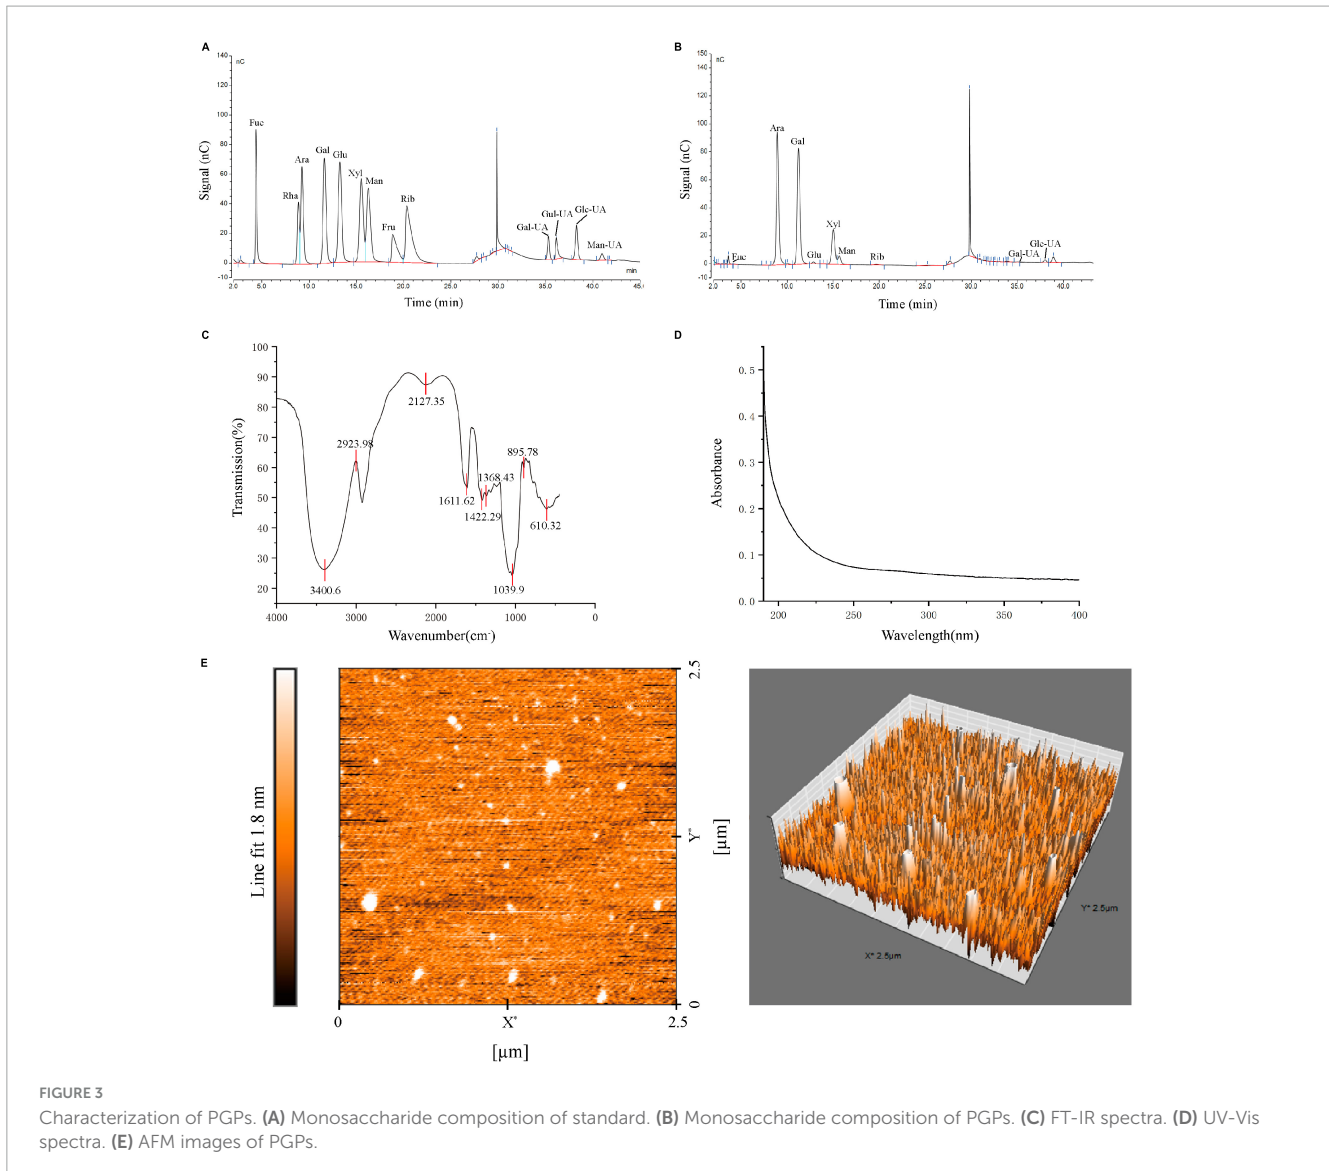 A
140
nC
120
100
80
60
40
20
0
-10
Signal (nC)
Fuc
Rha
Ara
Gal
Glu
Xyl
Man
Fru
Rib
Gal-UA
Gul-UA
Glc-UA
Man-UA
min
2.0
5.0
10.0
15.0
20.0
25.0
30.0
35.0
40.0
45.0
Time (min)
B
150
nC
140
120
100
80
60
40
20
0
-10
Signal (nC)
Fuc
Ara
Gal
Glu
Xyl
Man
Rib
Gal-UA
Glc-UA
2.0
5.0
10.0
15.0
20.0
25.0
30.0
35.0
40.0
Time (min)
C
100
90
80
70
60
50
40
30
20
Transmission(%)
3400.6
2923.98
2127.35
1611.62
1422.29
1368.43
1039.9
895.78
610.32
4000
3000
2000
1000
0
Wavenumber(cm-)
D
0.5
0.4
0.3
0.2
0.1
0.0
Absorbance
200
250
300
350
400
Wavelength(nm)
E
Line fit 1.8 nm
2.5
Y*
0
[μm]
0
X*
2.5
[μm]
X* 2.5μm
Y* 2.5μm
FIGURE 3
Characterization of PGPs. (A) Monosaccharide composition of standard. (B) Monosaccharide composition of PGPs. (C) FT-IR spectra. (D) UV-Vis
spectra. (E) AFM images of PGPs.